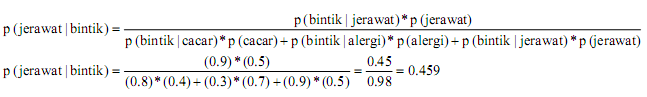 p (jerawat | bintik) = p (bintik | jerawat) * p (jerawat) / p (bintik | cacar) * p (cacar) + p (bintik | alergi) * p (alergi) + p (bintik | jerawat) * p (jerawat)
p (jerawat | bintik) = (0.9) * (0.5) / (0.8) * (0.4) + (0.3) * (0.7) + (0.9) * (0.5) = 0.45 / 0.98 = 0.459